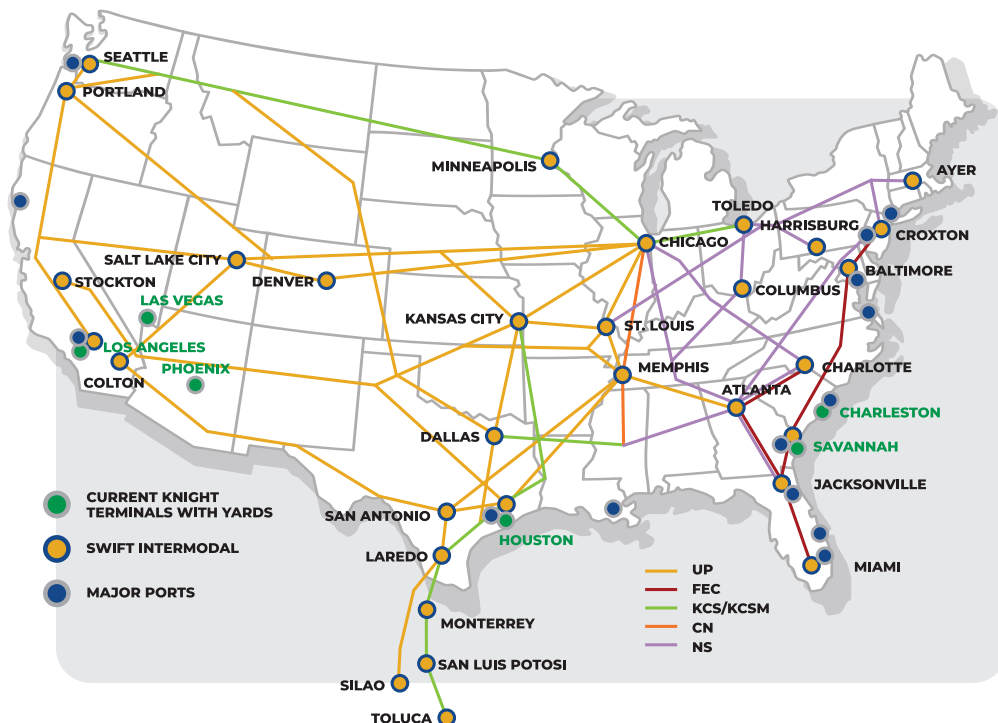 SEATTLE
PORTLAND
MINNEAPOLIS
AYER
TOLEDO
HARRISBURG
CROXTON
CHICAGO
SALT LAKE CITY
BALTIMORE
STOCKTON
DENVER
COLUMBUS
LAS VEGAS
KANSAS CITY
ST. LOUIS
LOS ANGELES
PHOENIX
MEMPHIS
CHARLOTTE
COLTON
ATLANTA
CHARLESTON
DALLAS
SAVANNAH
JACKSONVILLE
CURRENT KNIGHT
TERMINALS WITH YARDS
SAN ANTONIO
HOUSTON
SWIFT INTERMODAL
LAREDO
MIAMI
UP
FEC
MAJOR PORTS
KCS/KCSM
MONTERREY
CN
NS
SAN LUIS POTOSI
SILAO
TOLUCA